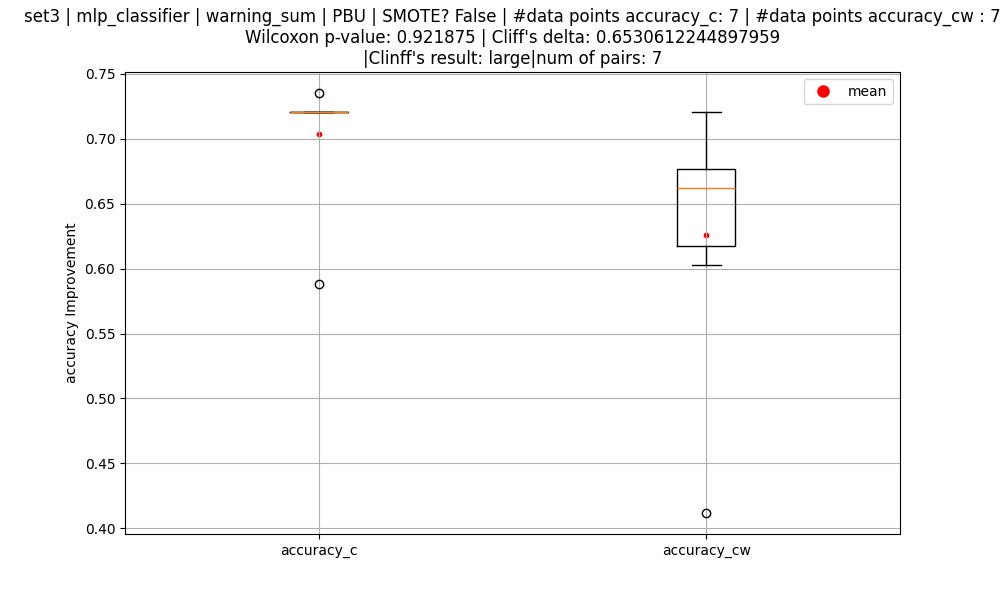 set3 | mlp_classifier | warning_sum | PBU | SMOTE? False | #data points accuracy_c: 7 | #data points accuracy_cw : 7
Wilcoxon p-value: 0.921875 | Cliff's delta: 0.6530612244897959
|Clinff's result: large|num of pairs: 7
mean
accuracy Improvement
0.75
0.70
0.65
0.60
0.55
0.50
0.45
0.40
accuracy_c
accuracy_cw